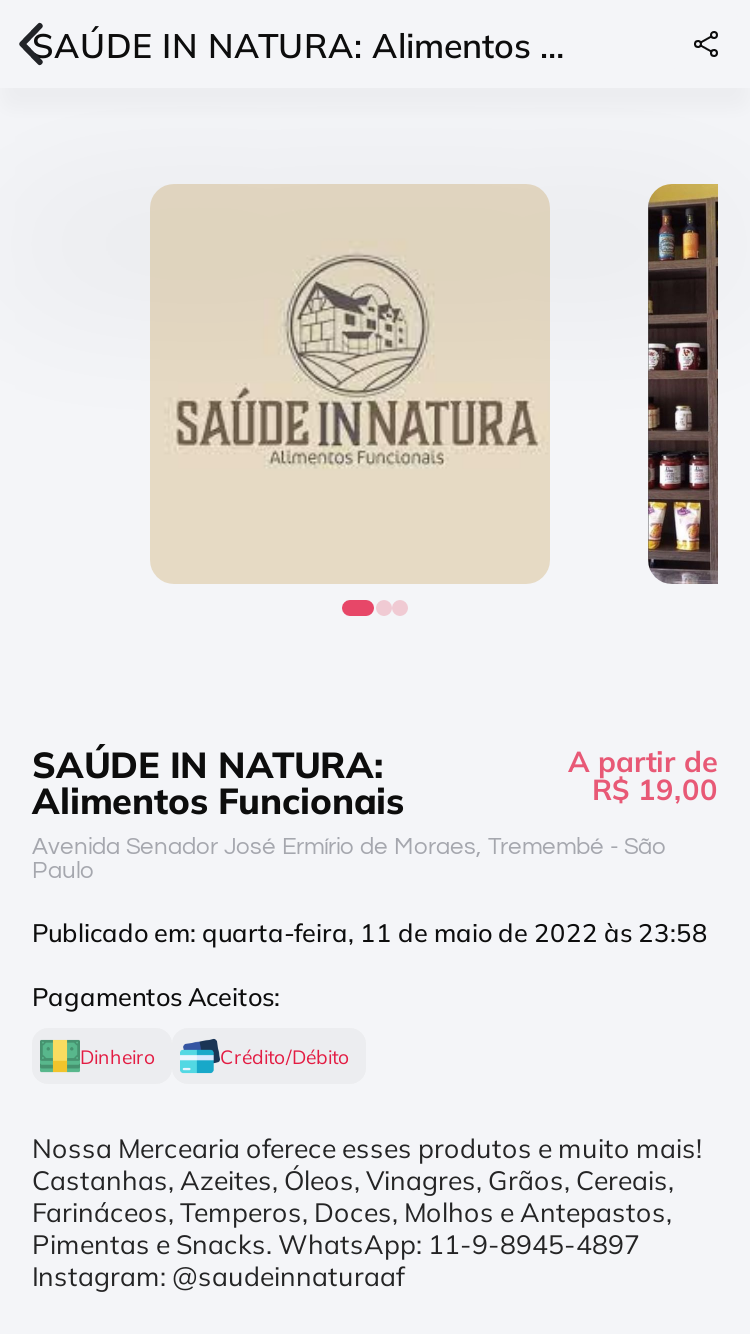 SAÚDE IN NATURA: Alimentos ...
SAÚDE IN NATURA
Alimentos Funcionais
SAÚDE IN NATURA:
Alimentos Funcionais
A partir de
R$ 19,00
Avenida Senador José Ermírio de Moraes, Tremembé - São
Paulo
Publicado em: quarta-feira, 11 de maio de 2022 às 23:58
Pagamentos Aceitos:
Dinheiro
Crédito/Débito
Nossa Mercearia oferece esses produtos e muito mais!
Castanhas, Azeites, Óleos, Vinagres, Grãos, Cereais,
Farináceos, Temperos, Doces, Molhos e Antepastos,
Pimentas e Snacks. WhatsApp: 11-9-8945-4897
Instagram: @saudeinnaturaaf